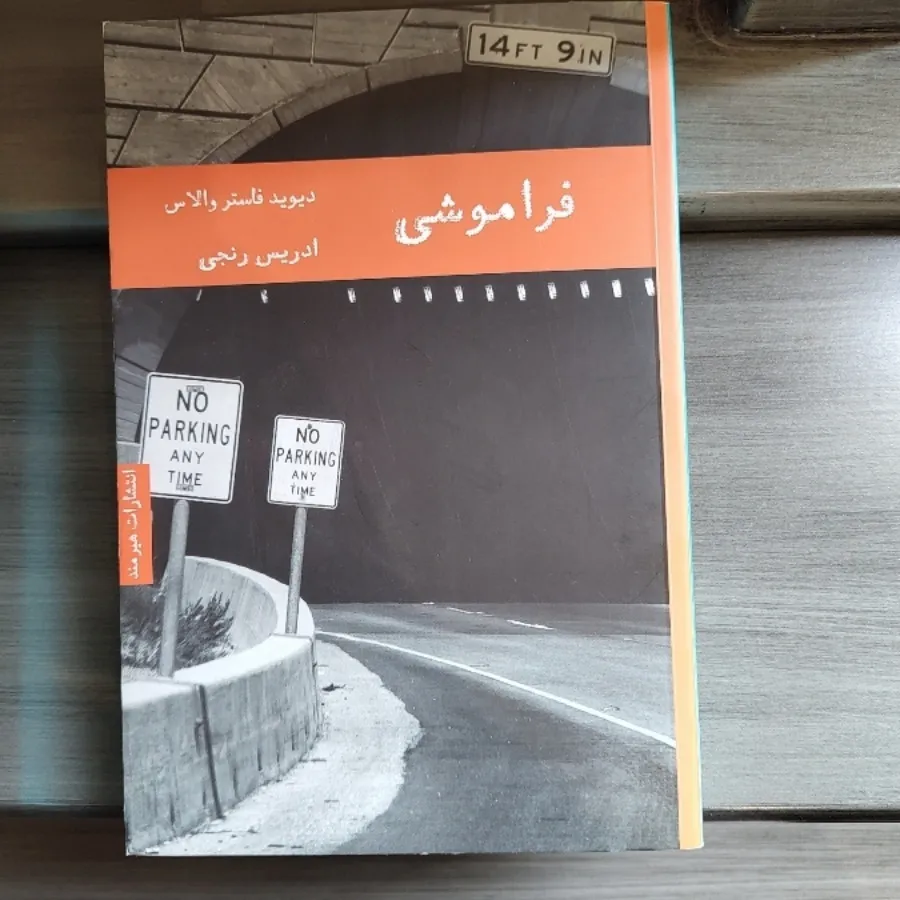 14 FT 9 IN
فراموشی
دیوید فاستر والاس
ادریس رنجی
NO
PARKING
ANY
TIME
NO
PARKING
ANY
TIME
انتشارات هیرمند